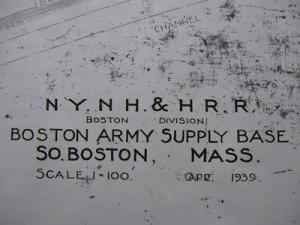 CHANNEL
N.Y. N.H. & H.R.R.
BOSTON DIVISION
BOSTON ARMY SUPPLY BASE
SO. BOSTON, MASS.
SCALE 1"=100' APR. 1939